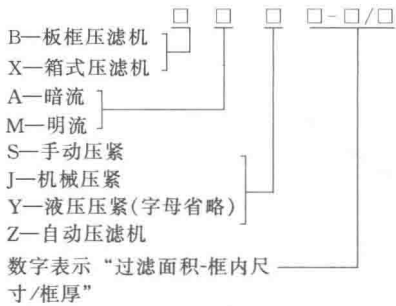 □ □ □ □-□/□
B—板框压滤机
X—箱式压滤机
A—暗流
M—明流
S—手动压紧
J—机械压紧
Y—液压压紧(字母省略)
Z—自动压滤机
数字表示“过滤面积-框内尺
寸/框厚”